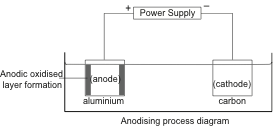 + Power Supply −
Anodic oxidised
layer formation
(anode)
(cathode)
aluminium
carbon
Anodising process diagram